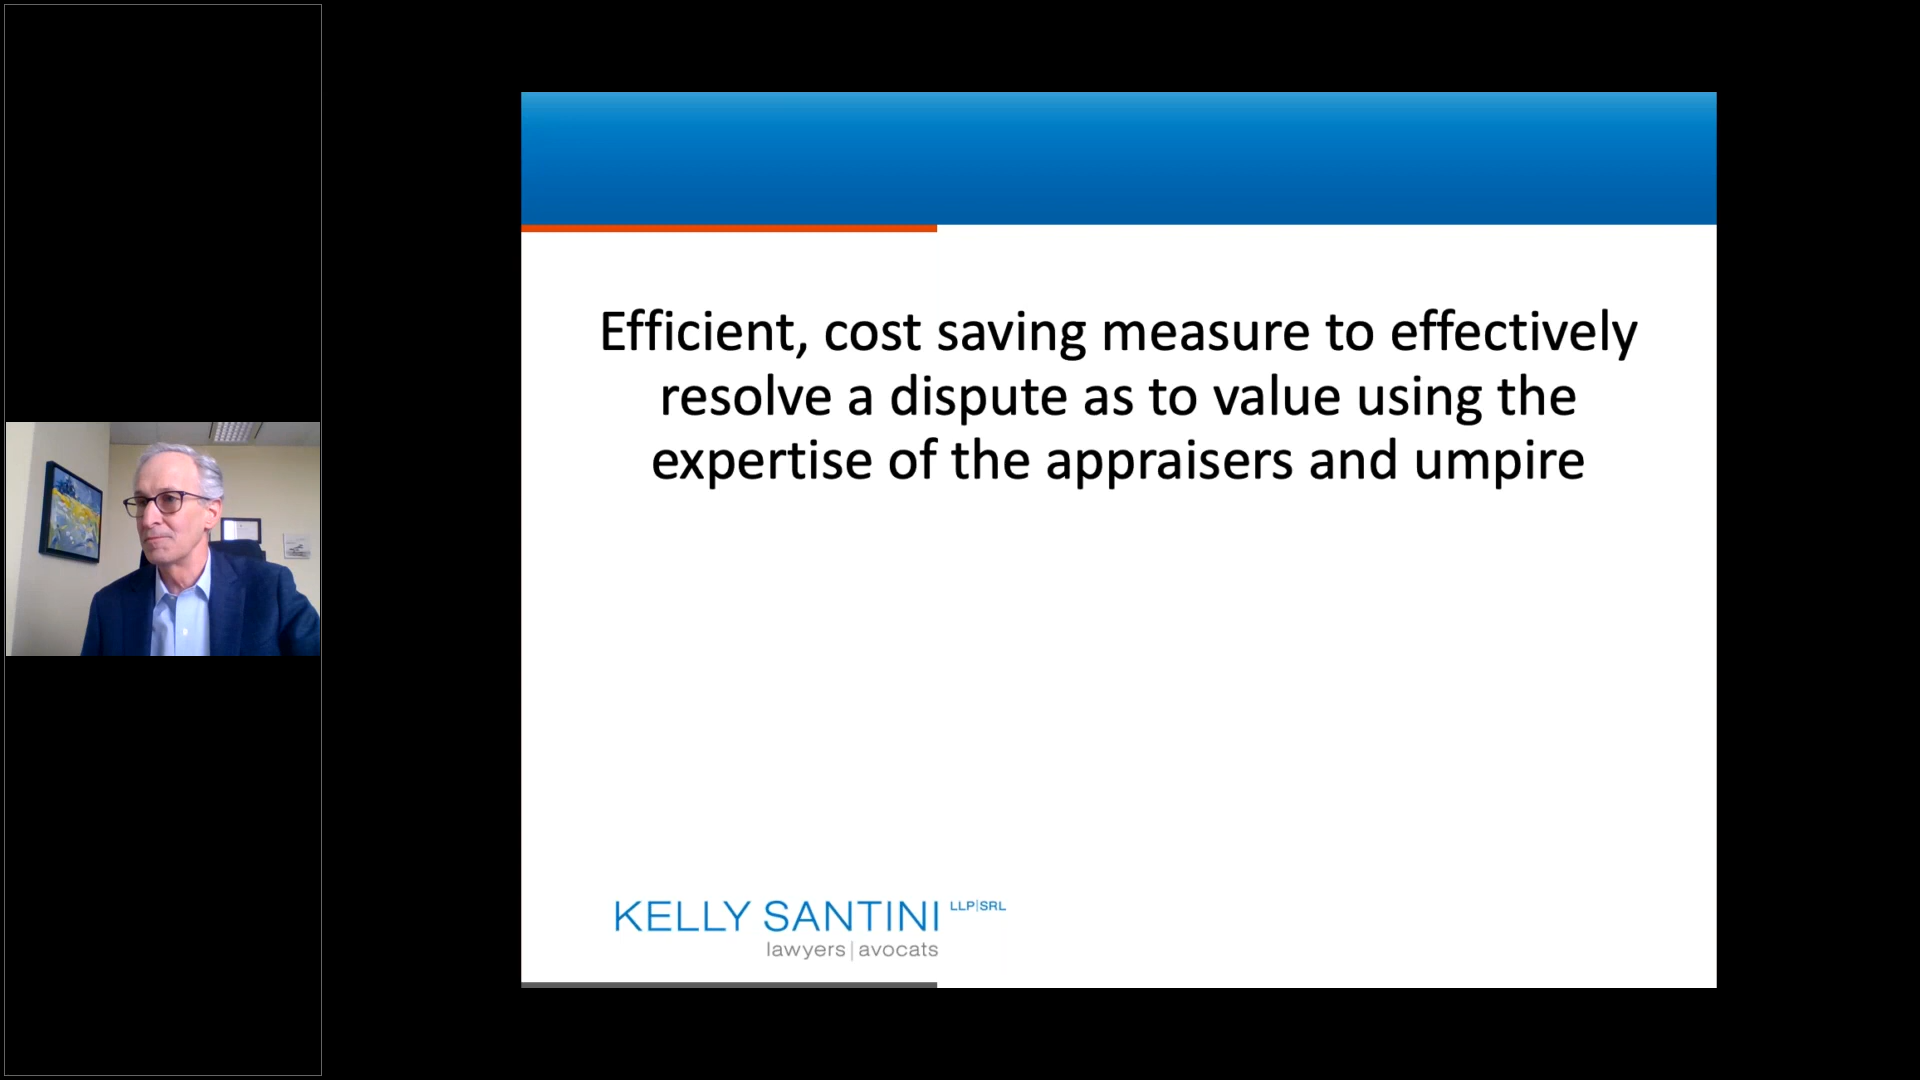 Efficient, cost saving measure to effectively
resolve a dispute as to value using the
expertise of the appraisers and umpire
KELLY SANTINI LLP|SRL
lawyers|avocats